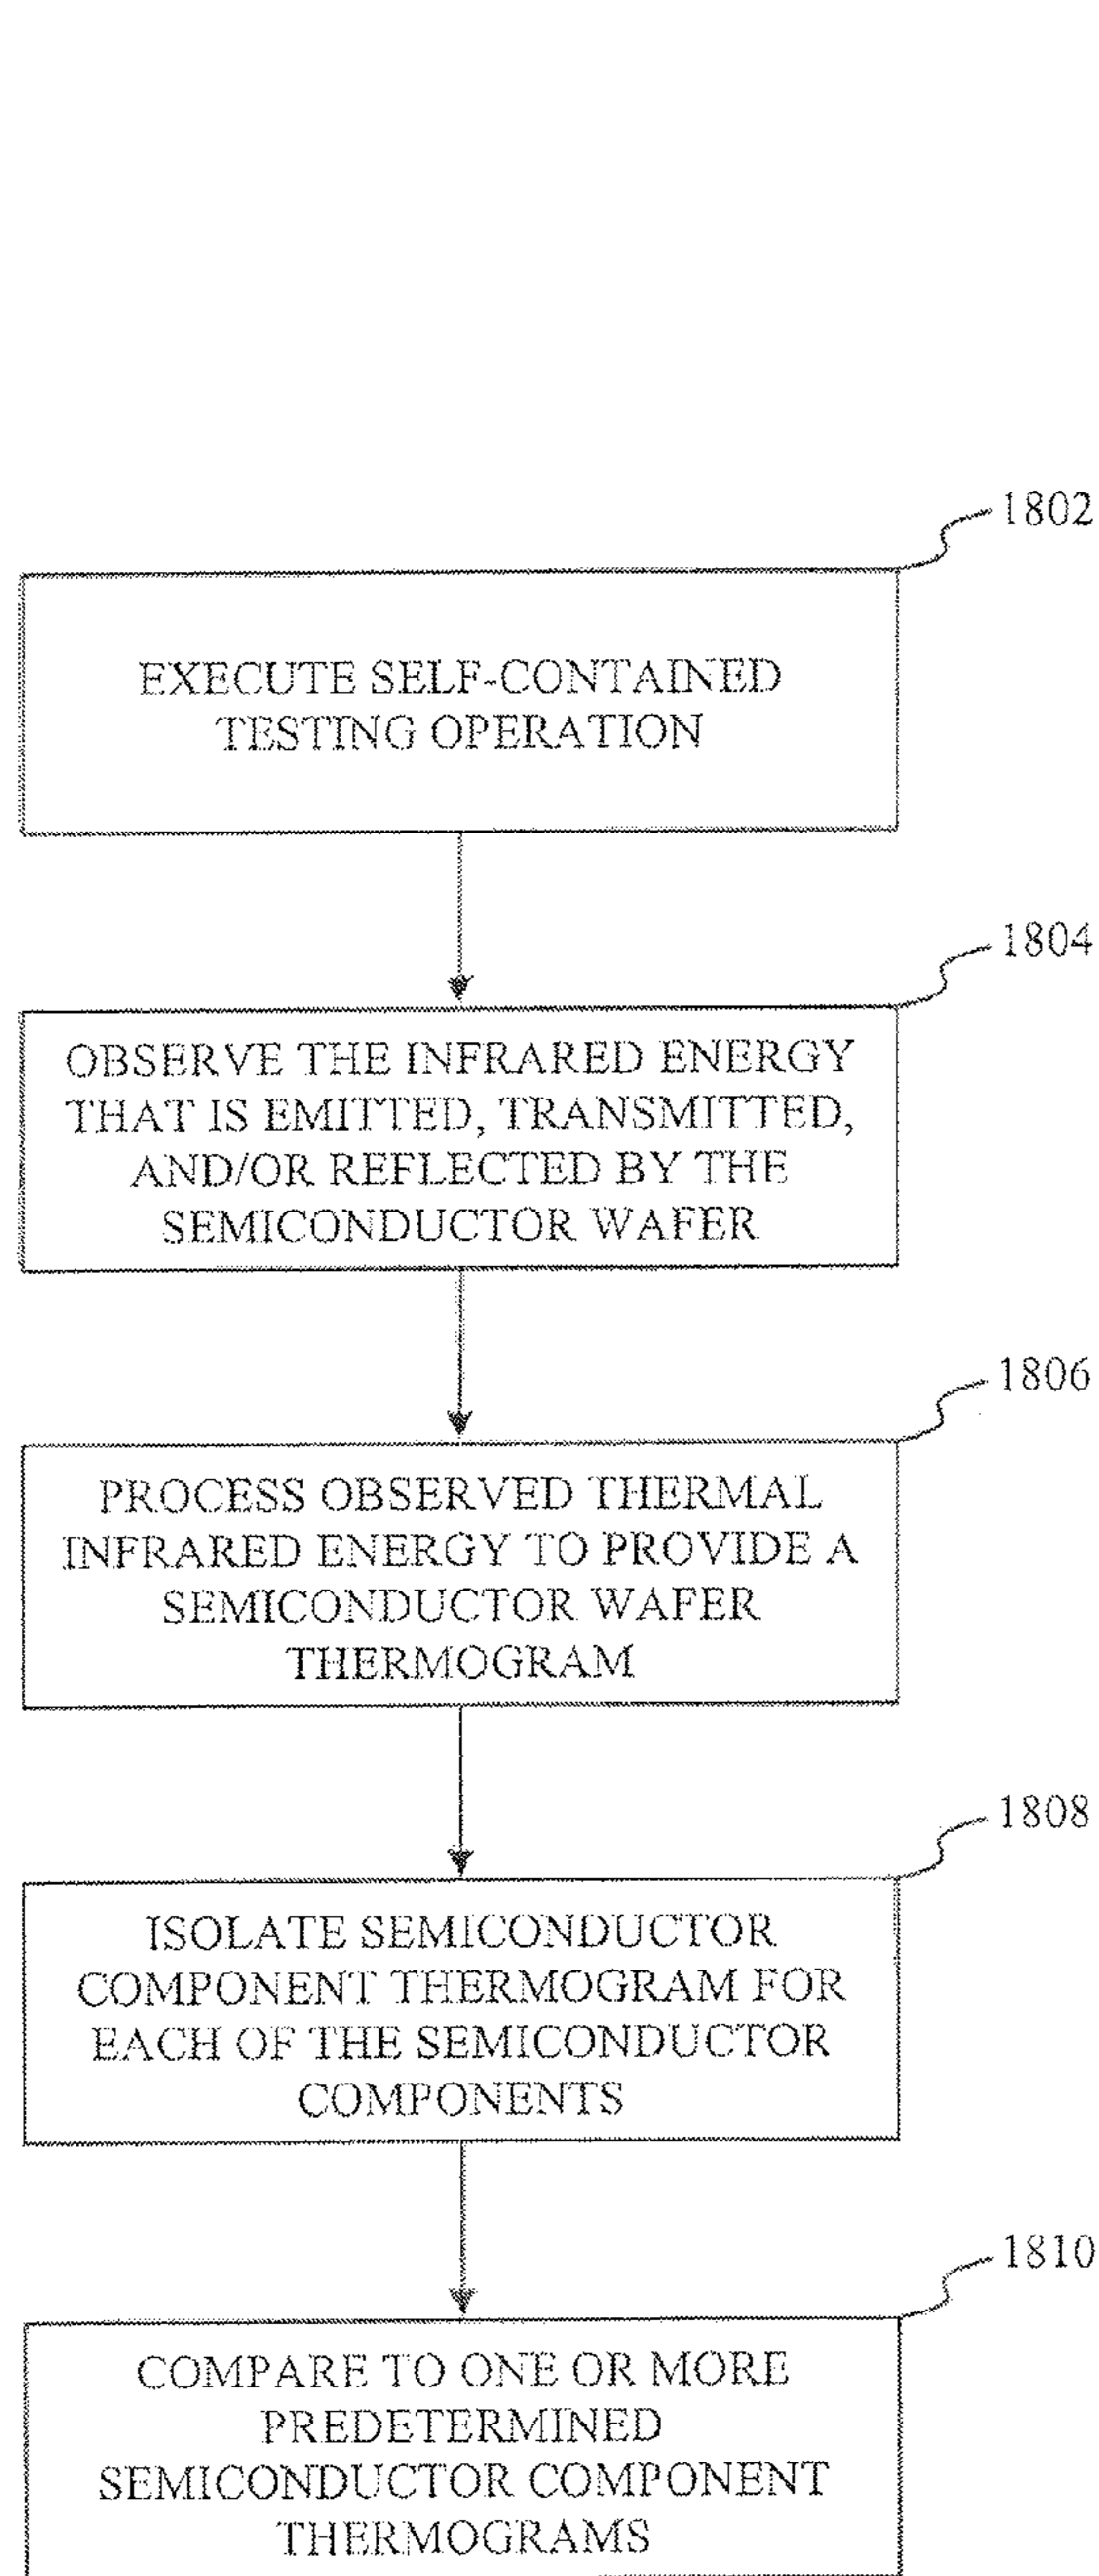 1802
EXECUTE SELF-CONTAINED
TESTING OPERATION
1804
OBSERVE THE INFRARED ENERGY
THAT IS EMITTED, TRANSMITTED,
AND/OR REFLECTED BY THE
SEMICONDUCTOR WAFER
1806
PROCESS OBSERVED THERMAL
INFRARED ENERGY TO PROVIDE A
SEMICONDUCTOR WAFER
THERMOGRAM
1808
ISOLATE SEMICONDUCTOR
COMPONENT THERMOGRAM FOR
EACH OF THE SEMICONDUCTOR
COMPONENTS
1810
COMPARE TO ONE OR MORE
PREDETERMINED
SEMICONDUCTOR COMPONENT
THERMOGRAMS